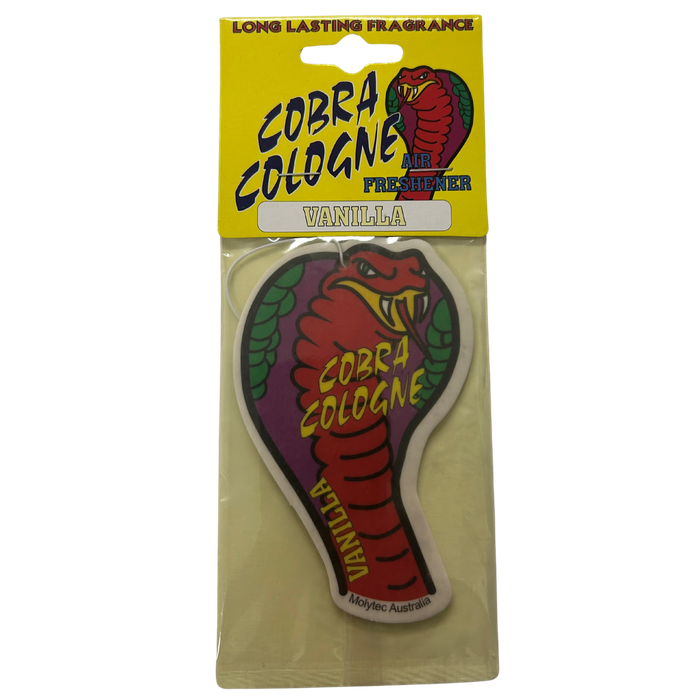 LONG LASTING FRAGRANCE
COBRA
COLOGNE
AIR
FRESHENER
VANILLA
COBRA
COLOGNE
VANILLA
Molytec Australia